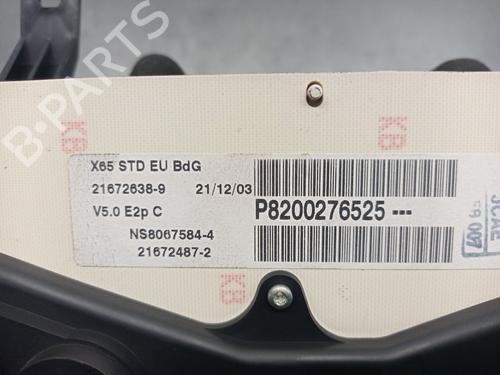 B-PARTS
KB
KB
X65 STD EU BdG
21672638-9 21/12/03
V5.0 E2p C
P8200276525 ---
NS8067584-4
21672487-2
KB
KB